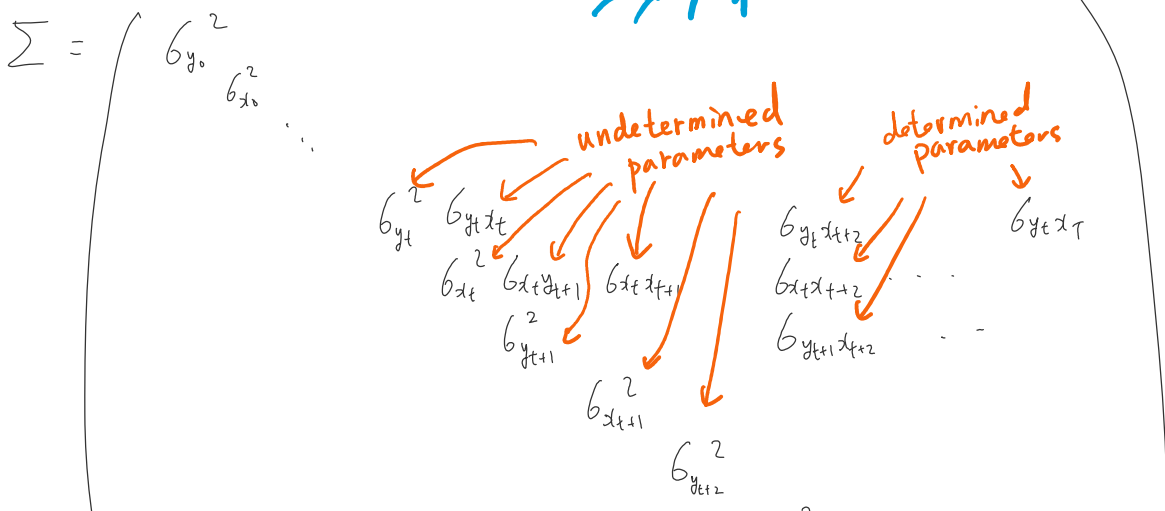 Σ = ( σ_{y_0}^2
σ_{x_0}^2
⋱
undetermined parameters
determined parameters
σ_{y_t}^2 σ_{y_t x_t} σ_{y_t x_{t+2}} σ_{y_t x_T}
σ_{x_t}^2 σ_{x_t y_{t+1}} σ_{x_t x_{t+1}} σ_{x_t x_{t+2}} . . .
σ_{y_{t+1}}^2 σ_{y_{t+1} x_{t+2}} . . -
σ_{x_{t+1}}^2
σ_{y_{t+2}}^2